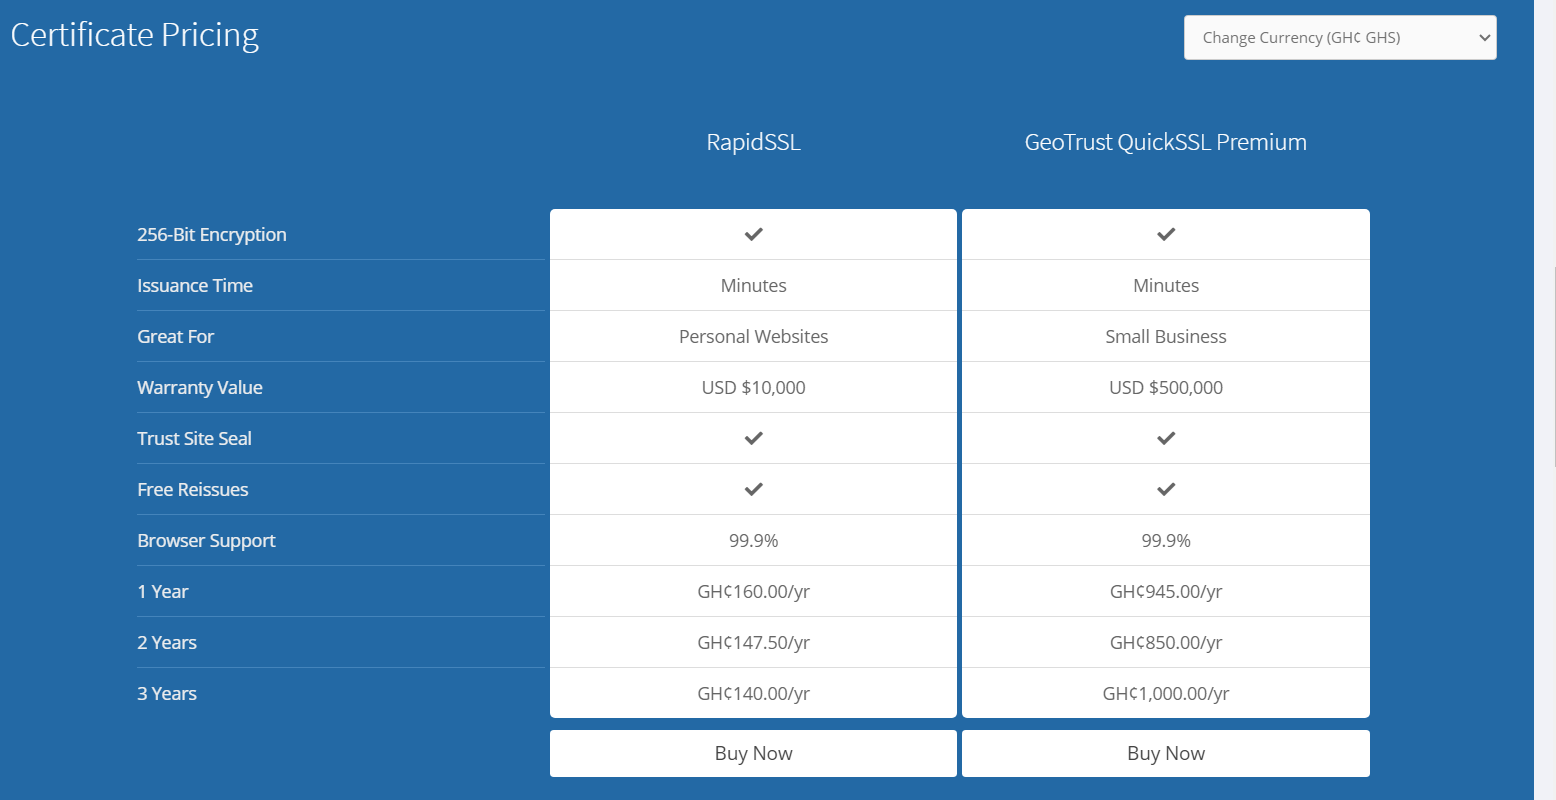 Certificate Pricing
Change Currency (GH¢ GHS)
RapidSSL GeoTrust QuickSSL Premium
256-Bit Encryption
Issuance Time Minutes Minutes
Great For Personal Websites Small Business
Warranty Value USD $10,000 USD $500,000
Trust Site Seal
Free Reissues
Browser Support 99.9% 99.9%
1 Year GH¢160.00/yr GH¢945.00/yr
2 Years GH¢147.50/yr GH¢850.00/yr
3 Years GH¢140.00/yr GH¢1,000.00/yr
Buy Now Buy Now